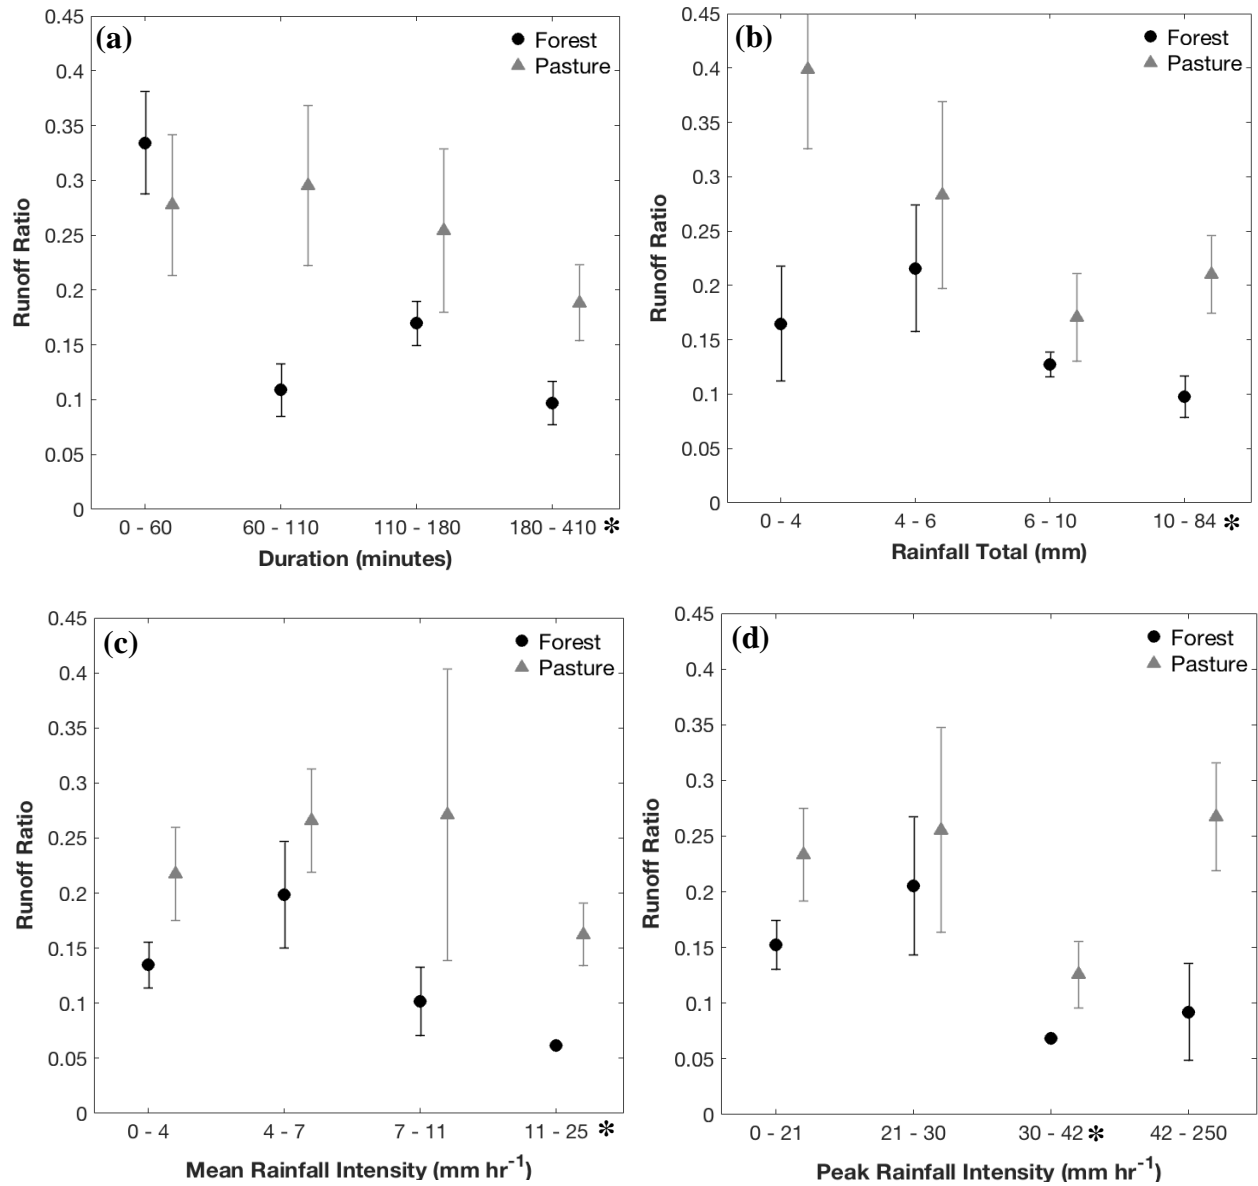 (a)
Forest
Pasture
0.4
0.35
0.3
0.25
0.2
0.15
0.1
0.05
0
Runoff Ratio
0 - 60 60 - 110 110 - 180 180 - 410 *
Duration (minutes)
(b)
Forest
Pasture
0.45
0.4
0.35
0.3
0.25
0.2
0.15
0.1
0.05
0
Runoff Ratio
0 - 4 4 - 6 6 - 10 10 - 84 *
Rainfall Total (mm)
(c)
Forest
Pasture
0.45
0.4
0.35
0.3
0.25
0.2
0.15
0.1
0.05
0
Runoff Ratio
0 - 4 4 - 7 7 - 11 11 - 25 *
Mean Rainfall Intensity (mm hr⁻¹)
(d)
Forest
Pasture
0.45
0.4
0.35
0.3
0.25
0.2
0.15
0.1
0.05
0
Runoff Ratio
0 - 21 21 - 30 30 - 42 * 42 - 250
Peak Rainfall Intensity (mm hr⁻¹)